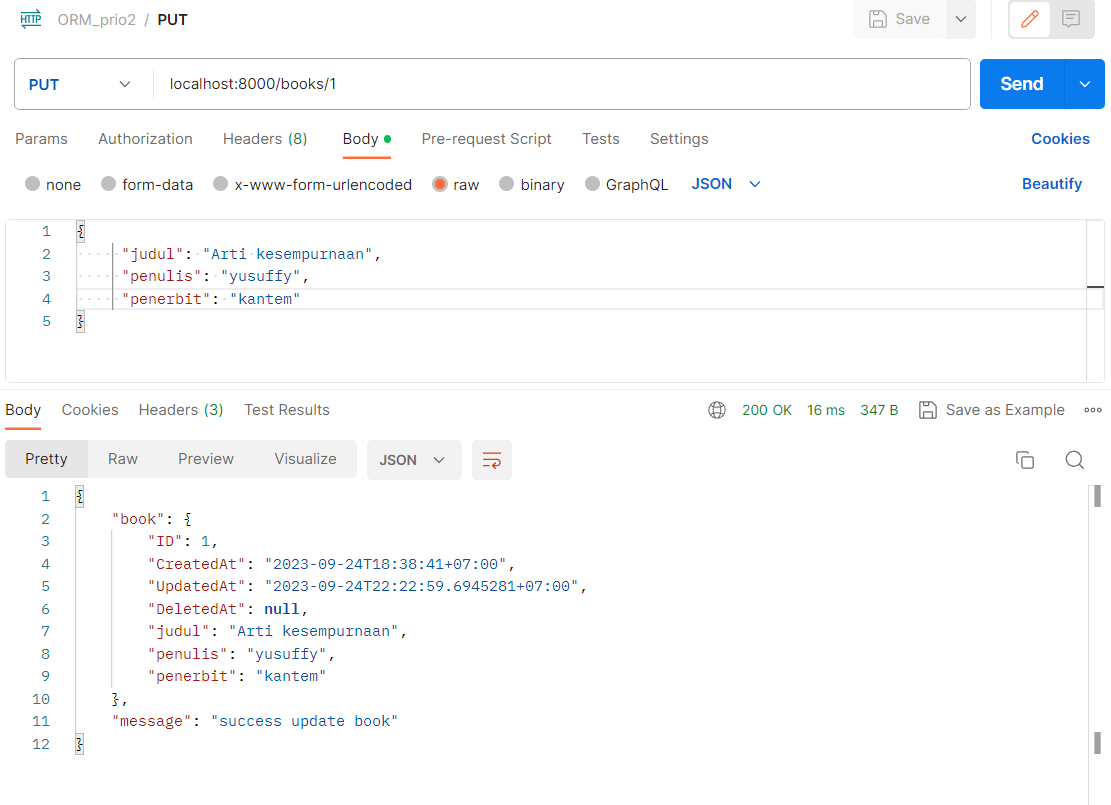 HTTP ORM_prio2 / PUT Save
PUT localhost:8000/books/1 Send
Params Authorization Headers (8) Body Pre-request Script Tests Settings Cookies
none form-data x-www-form-urlencoded raw binary GraphQL JSON Beautify
1 {
2 "judul": "Arti kesempurnaan",
3 "penulis": "yusuffy",
4 "penerbit": "kantem"
5 }
Body Cookies Headers (3) Test Results 200 OK 16 ms 347 B Save as Example
Pretty Raw Preview Visualize JSON
1 {
2 "book": {
3 "ID": 1,
4 "CreatedAt": "2023-09-24T18:38:41+07:00",
5 "UpdatedAt": "2023-09-24T22:22:59.6945281+07:00",
6 "DeletedAt": null,
7 "judul": "Arti kesempurnaan",
8 "penulis": "yusuffy",
9 "penerbit": "kantem"
10 },
11 "message": "success update book"
12 }